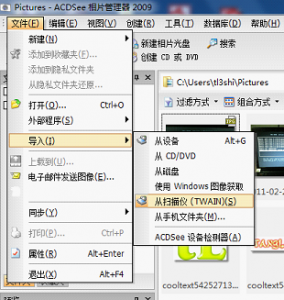 Pictures - ACDSee 相片管理器 2009
文件(F) 编辑(E) 视图(V) 创建(R) 工具(T) 数据库(D) 帮助
新建(N)
添加到收藏夹(F)...
添加到隐私文件夹...
从隐私文件夹还原...
打开(O)... Ctrl+O
外部程序(S)
导入(I)
上载到(U)...
电子邮件发送图像(E)...
同步(Y)
打印(P)... Ctrl+P
属性(R) Alt+Enter
退出(X) Alt+F4
新建相片光盘
搜索
创建 CD 或 DVD
C:\Users\tl3shi\Pictures
过滤方式
组合方式
从设备 Alt+G
从 CD/DVD
从磁盘
使用 Windows 图像获取
从扫描仪 (TWAIN)(S)
从手机文件夹(M)...
ACDSee 设备检测器(A)
2011-02-2
cooltext54252713...
cooltext54